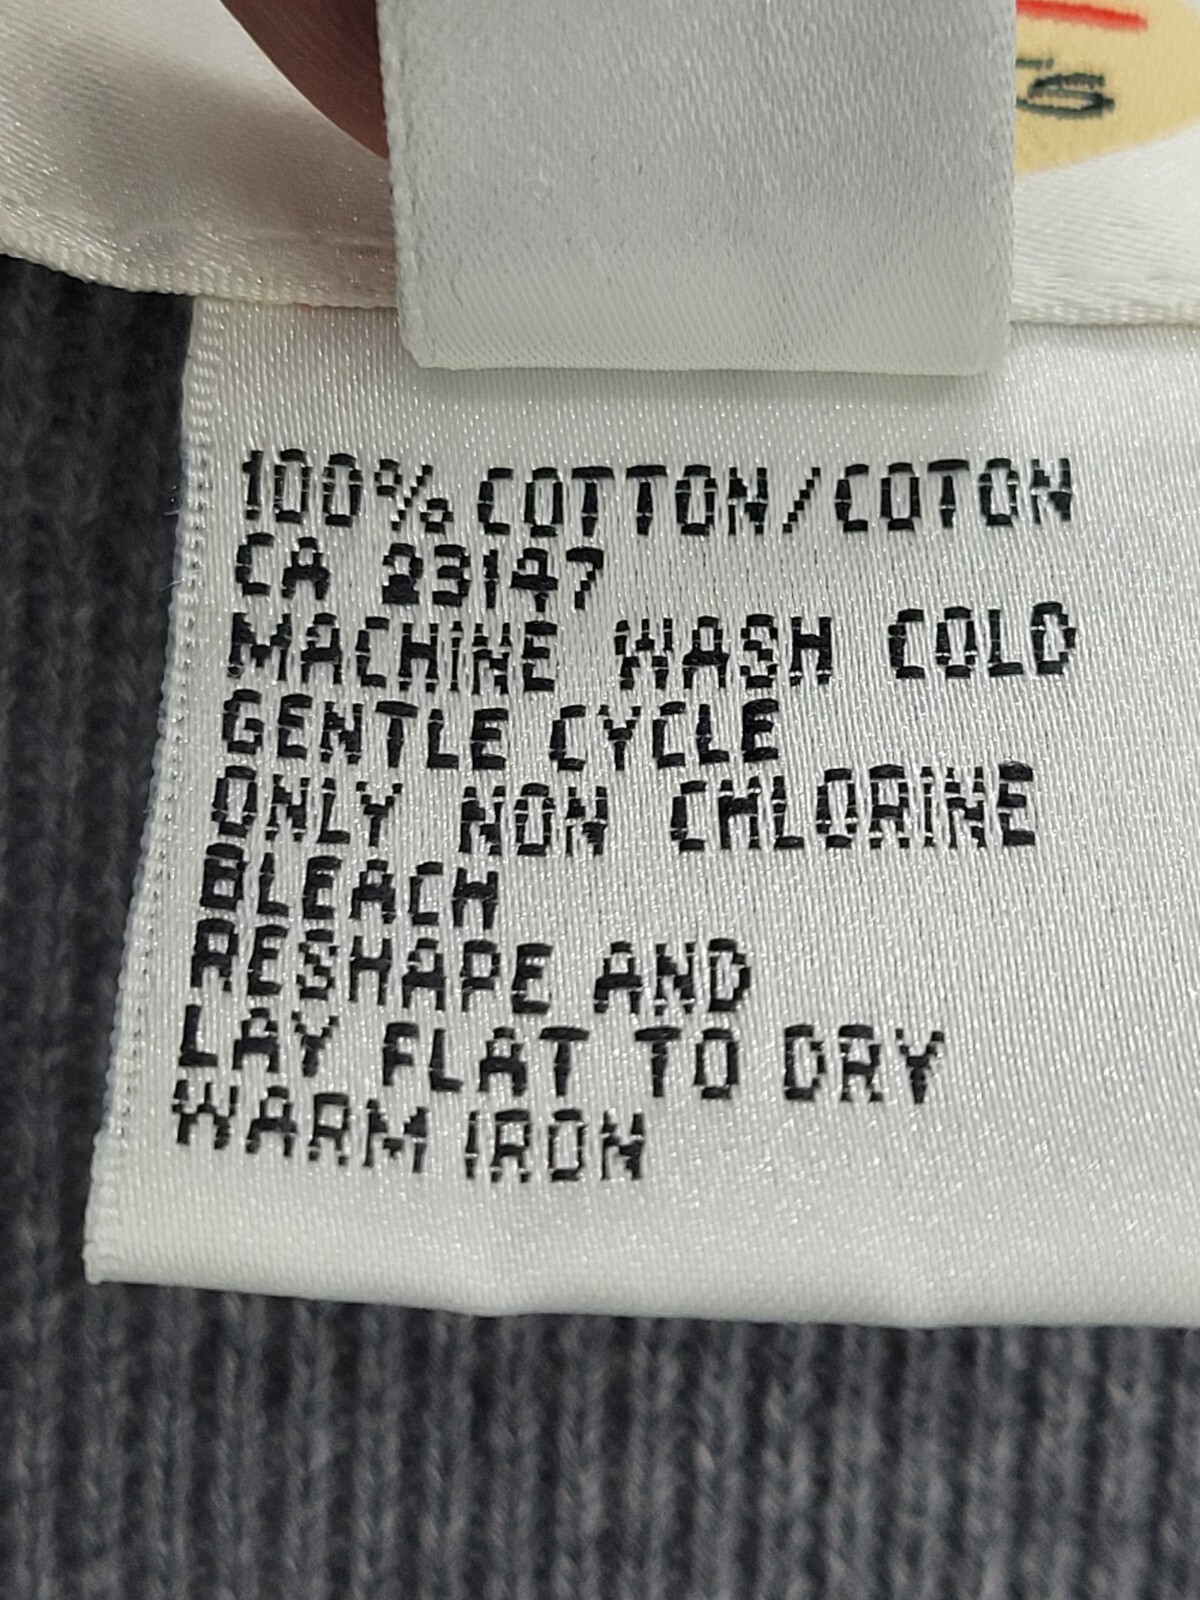 100% COTTON/COTON
CA 23147
MACHINE WASH COLD
GENTLE CYCLE
ONLY NON CHLORINE
BLEACH
RESHAPE AND
LAY FLAT TO DRY
WARM IRON